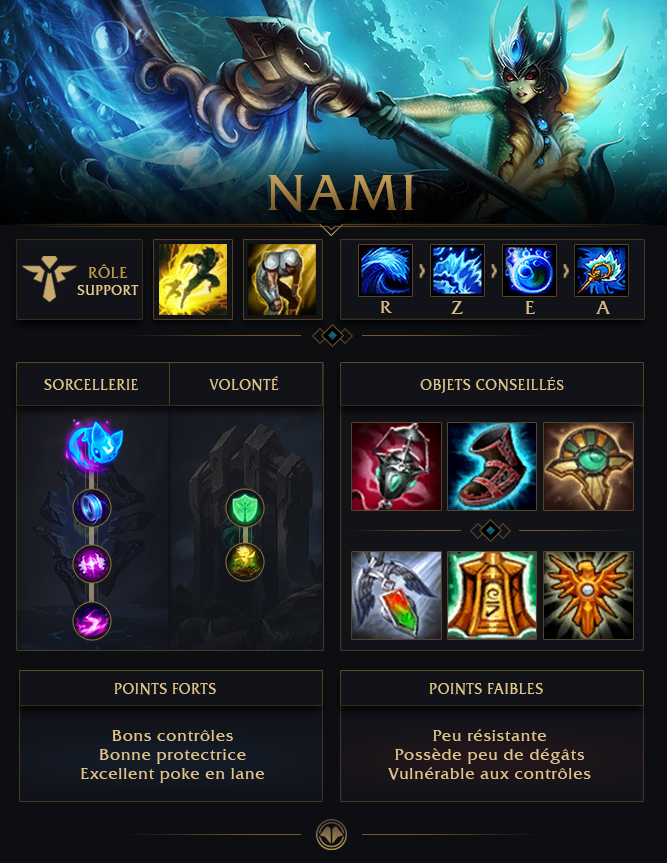 NAMI
RÔLE
SUPPORT
R Z E A
SORCELLERIE
VOLONTÉ
OBJETS CONSEILLÉS
POINTS FORTS
Bons contrôles
Bonne protectrice
Excellent poke en lane
POINTS FAIBLES
Peu résistante
Possède peu de dégâts
Vulnérable aux contrôles